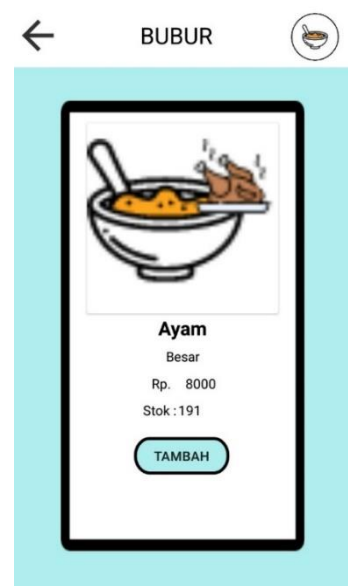 BUBUR
Ayam
Besar
Rp. 8000
Stok : 191
TAMBAH